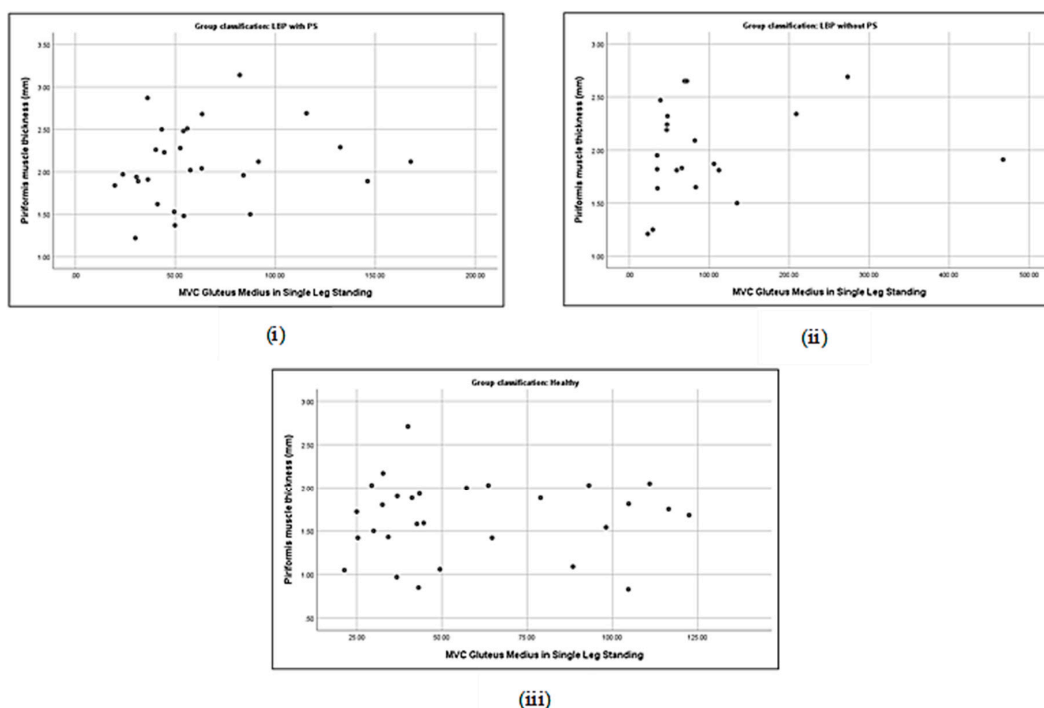 Group classification: LBP with PS
Piriformis muscle thickness (mm)
3.50
3.00
2.50
2.00
1.50
1.00
.00
50.00
100.00
150.00
200.00
MVC Gluteus Medius in Single Leg Standing
(i)
Group classification: LBP without PS
Piriformis muscle thickness (mm)
3.00
2.50
2.00
1.50
1.00
.00
100.00
200.00
300.00
400.00
500.00
MVC Gluteus Medius in Single Leg Standing
(ii)
Group classification: Healthy
Piriformis muscle thickness (mm)
3.00
2.50
2.00
1.50
1.00
.50
25.00
50.00
75.00
100.00
125.00
MVC Gluteus Medius in Single Leg Standing
(iii)